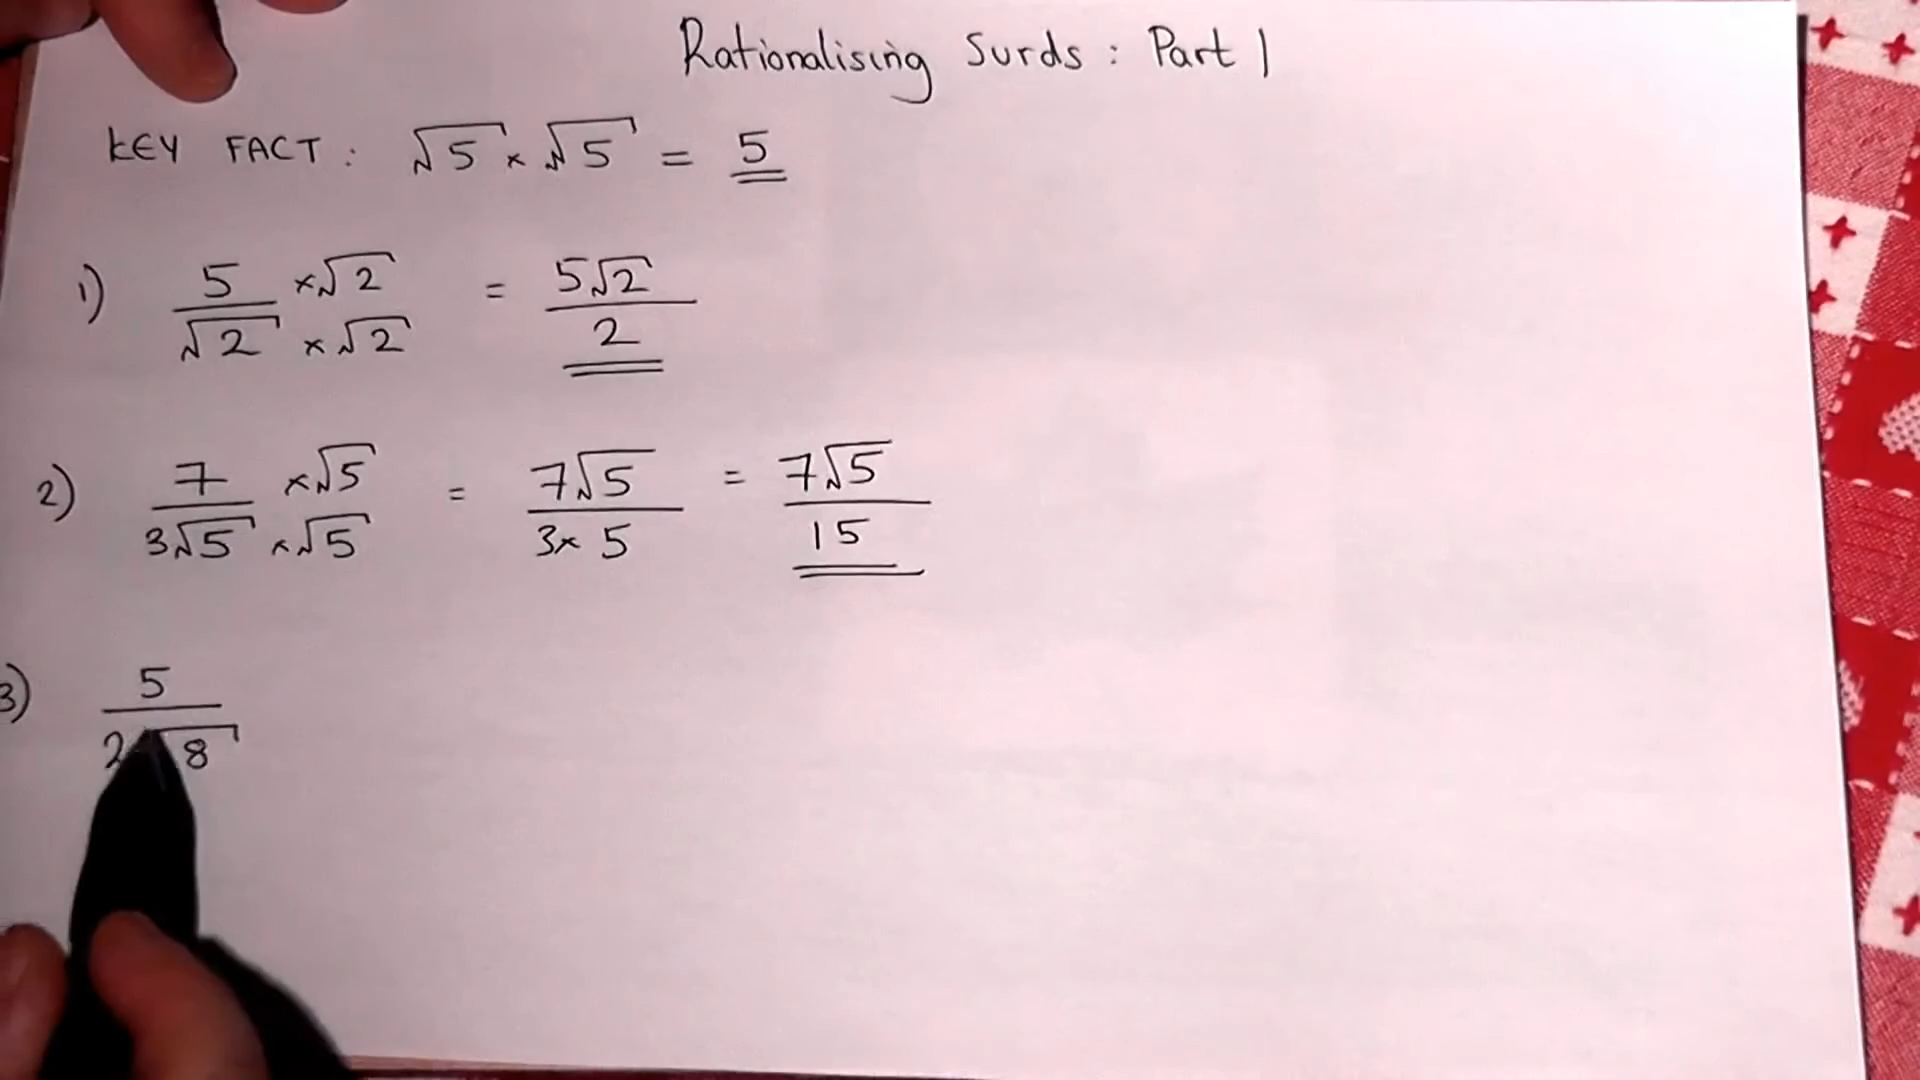 Rationalising Surds : Part 1
KEY FACT : √5 × √5 = 5
1) 5/√2 ×√2/×√2 = 5√2/2
2) 7/3√5 ×√5/×√5 = 7√5/3×5 = 7√5/15
3) 5/2√8